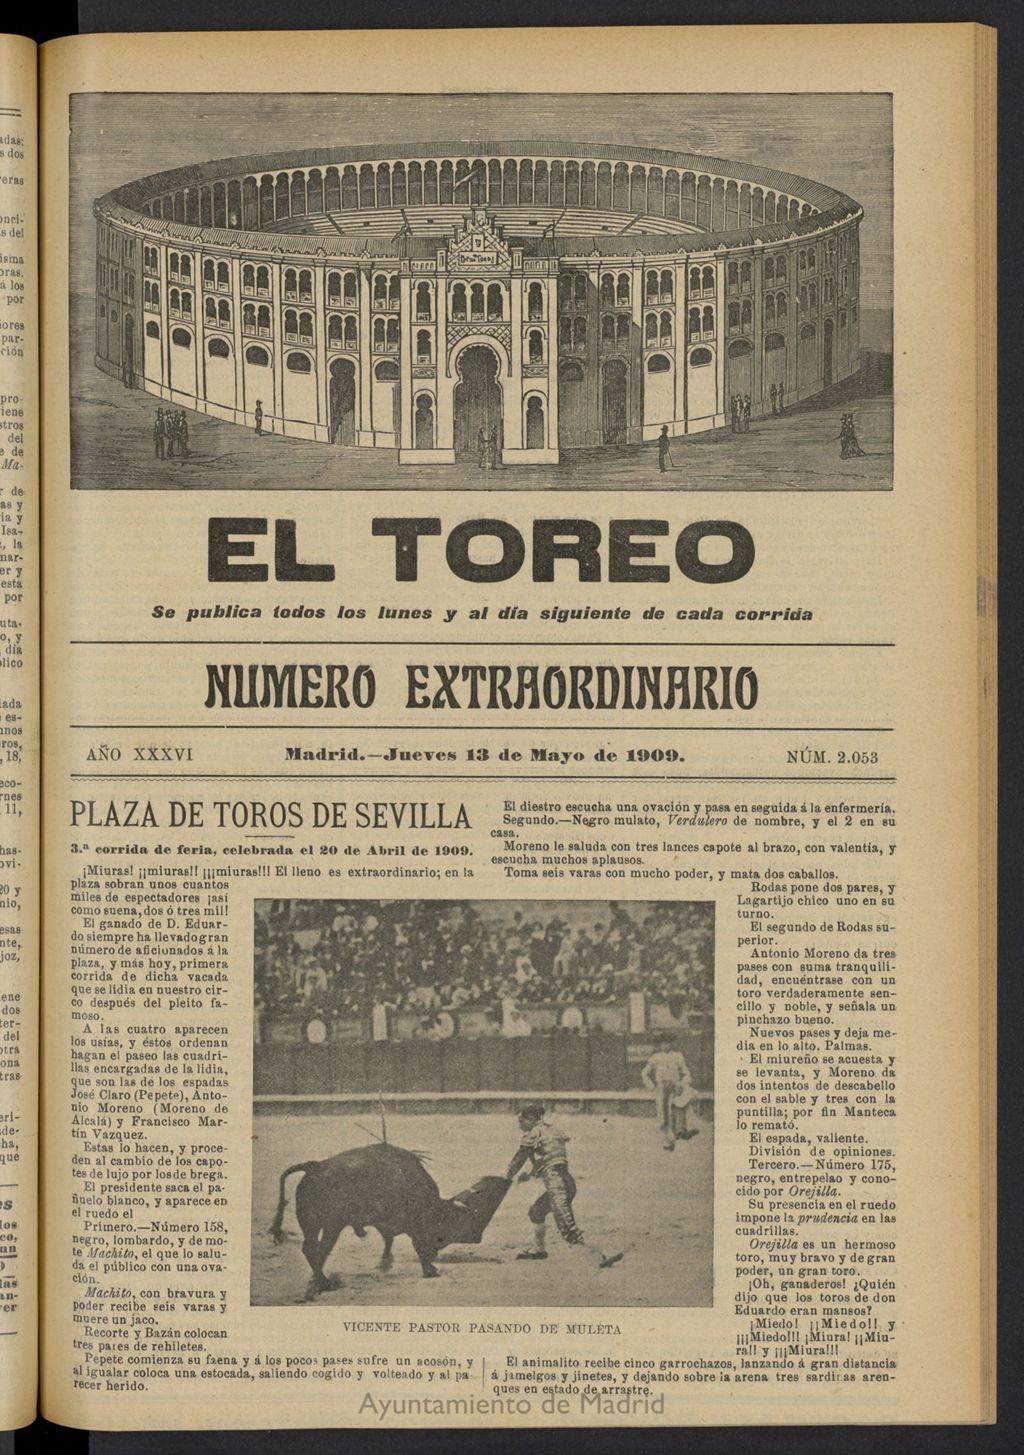 EL TOREO
Se publica todos los lunes y al día siguiente de cada corrida
NUMERO EXTRAORDINARIO
AÑO XXXVI
Madrid.—Jueves 13 de Mayo de 1909.
NÚM. 2.053
PLAZA DE TOROS DE SEVILLA
3.ª corrida de feria, celebrada el 20 de Abril de 1909.
¡Miuras! ¡¡miuras!! ¡¡¡miuras!!! El lleno es extraordinario; en la
plaza sobran unos cuantos
miles de espectadores ¡así
como suena, dos ó tres mil!
El ganado de D. Eduar-
do siempre ha llevado gran
número de aficionados á la
plaza, y más hoy, primera
corrida de dicha vacada
que se lidia en nuestro cir-
co después del pleito fa-
moso.
A las cuatro aparecen
los usías, y éstos ordenan
hagan el paseo las cuadri-
llas encargadas de la lidia,
que son las de los espadas
José Claro (Pepete), Anto-
nio Moreno (Moreno de
Alcalá) y Francisco Mar-
tín Vazquez.
Estas lo hacen, y proce-
den al cambio de los capo-
tes de lujo por los de brega.
El presidente saca el pa-
ñuelo blanco, y aparece en
el ruedo el
Primero.—Número 158,
negro, lombardo, y de mo-
te Machito, el que lo salu-
da el público con una ova-
ción.
Machito, con bravura y
poder recibe seis varas y
muere un jaco.
Recorte y Bazán colocan
tres pares de rehiletes.
Pepete comienza su faena y á los pocos pases sufre un acosón, y
al igualar coloca una estocada, saliendo cogido y volteado y al pa-
recer herido.
El diestro escucha una ovación y pasa en seguida á la enfermería.
Segundo.—Negro mulato, Verdulero de nombre, y el 2 en su
casa.
Moreno le saluda con tres lances capote al brazo, con valentía, y
escucha muchos aplausos.
Toma seis varas con mucho poder, y mata dos caballos.
Rodas pone dos pares, y
Lagartijo chico uno en su
turno.
El segundo de Rodas su-
perior.
Antonio Moreno da tres
pases con suma tranquili-
dad, encuéntrase con un
toro verdaderamente sen-
cillo y noble, y señala un
pinchazo bueno.
Nuevos pases y deja me-
dia en lo alto. Palmas.
El miureño se acuesta y
se levanta, y Moreno da
dos intentos de descabello
con el sable y tres con la
puntilla; por fin Manteca
lo remató.
El espada, valiente.
División de opiniones.
Tercero.—Número 175,
negro, entrepelao y cono-
cido por Orejilla.
Su presencia en el ruedo
impone la prudencia en las
cuadrillas.
Orejilla es un hermoso
toro, muy bravo y de gran
poder, un gran toro.
¡Oh, ganaderos! ¿Quién
dijo que los toros de don
Eduardo eran mansos?
¡Miedo! ¡¡Miedo!! y
¡¡¡Miedo!!! ¡Miura! ¡¡Miu-
ra!! y ¡¡¡Miura!!!
El animalito recibe cinco garrochazos, lanzando á gran distancia
á jamelgos y jinetes, y dejando sobre la arena tres sardinas aren-
ques en estado de arrastre.
VICENTE PASTOR PASANDO DE MULETA
Ayuntamiento de Madrid